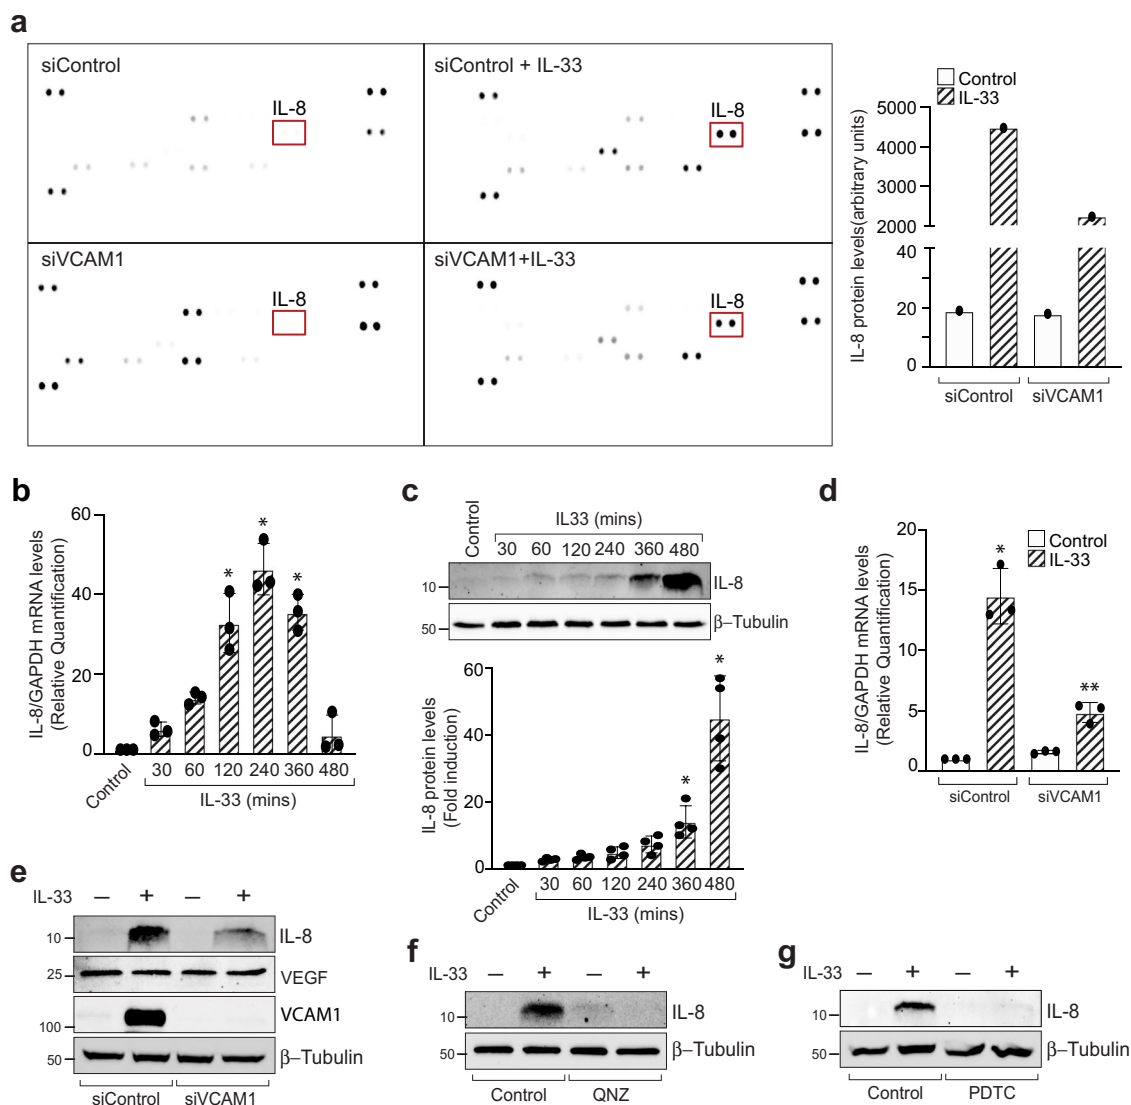 a
siControl
IL-8
siControl + IL-33
IL-8
siVCAM1
IL-8
siVCAM1+IL-33
IL-8
Control
IL-33
IL-8 protein levels(arbitrary units)
5000
4000
3000
2000
40
20
0
siControl siVCAM1
b
IL-8/GAPDH mRNA levels
(Relative Quantification)
60
40
20
0
* * *
Control 30 60 120 240 360 480
IL-33 (mins)
c
Control
IL33 (mins)
30 60 120 240 360 480
10 IL-8
50 β–Tubulin
IL-8 protein levels
(Fold induction)
60
40
20
0
* *
Control 30 60 120 240 360 480
IL-33 (mins)
d
Control
IL-33
IL-8/GAPDH mRNA levels
(Relative Quantification)
20
15
10
5
0
* **
siControl siVCAM1
e
IL-33 – + – +
10 IL-8
25 VEGF
100 VCAM1
50 β–Tubulin
siControl siVCAM1
f
IL-33 – + – +
10 IL-8
50 β–Tubulin
Control QNZ
g
IL-33 – + – +
10 IL-8
50 β–Tubulin
Control PDTC